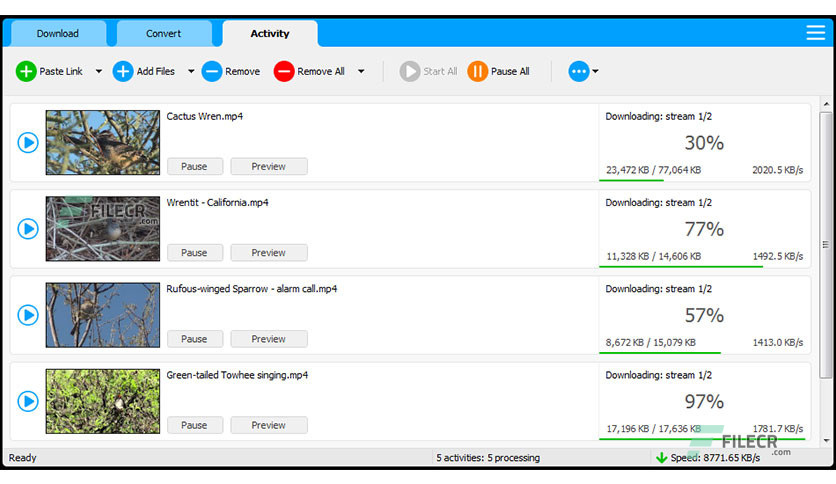 Download Convert Activity
Paste Link Add Files Remove Remove All Start All Pause All
Cactus Wren.mp4
Pause Preview
Downloading: stream 1/2
30%
23,472 KB / 77,064 KB 2020.5 KB/s
FILECR
.com
Wrentit - California.mp4
Pause Preview
Downloading: stream 1/2
77%
11,328 KB / 14,606 KB 1492.5 KB/s
Rufous-winged Sparrow - alarm call.mp4
Pause Preview
Downloading: stream 1/2
57%
8,672 KB / 15,079 KB 1413.0 KB/s
Green-tailed Towhee singing.mp4
Pause Preview
Downloading: stream 1/2
97%
17,196 KB / 17,636 KB 1781.7 KB/s
FILECR
.com
Ready 5 activities: 5 processing Speed: 8771.65 KB/s